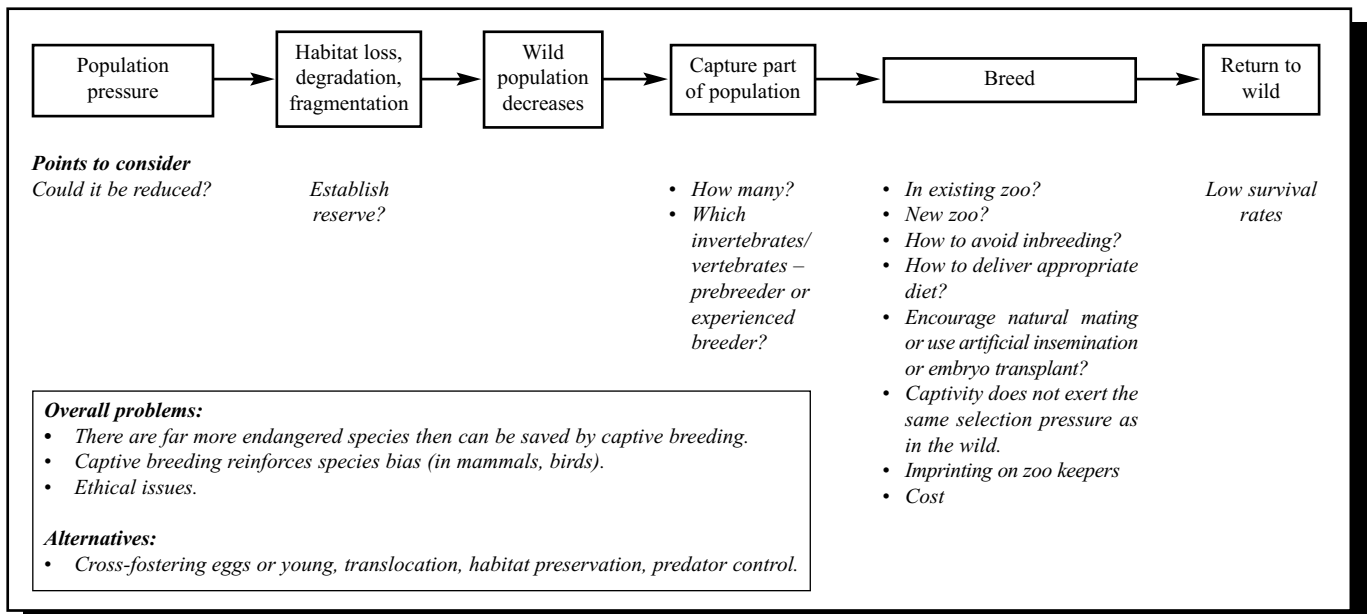 Population
pressure
Habitat loss,
degradation,
fragmentation
Wild
population
decreases
Capture part
of population
Breed
Return to
wild
Points to consider
Could it be reduced?
Establish
reserve?
• How many?
• Which
invertebrates/
vertebrates –
prebreeder or
experienced
breeder?
• In existing zoo?
• New zoo?
• How to avoid inbreeding?
• How to deliver appropriate
diet?
• Encourage natural mating
or use artificial insemination
or embryo transplant?
• Captivity does not exert the
same selection pressure as
in the wild.
• Imprinting on zoo keepers
• Cost
Low survival
rates
Overall problems:
• There are far more endangered species then can be saved by captive breeding.
• Captive breeding reinforces species bias (in mammals, birds).
• Ethical issues.
Alternatives:
• Cross-fostering eggs or young, translocation, habitat preservation, predator control.